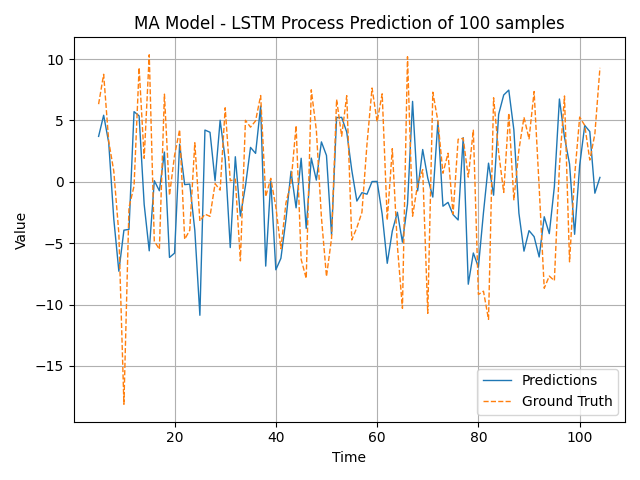 MA Model - LSTM Process Prediction of 100 samples
10
5
0
−5
−10
−15
Value
20
40
60
80
100
Time
Predictions
Ground Truth